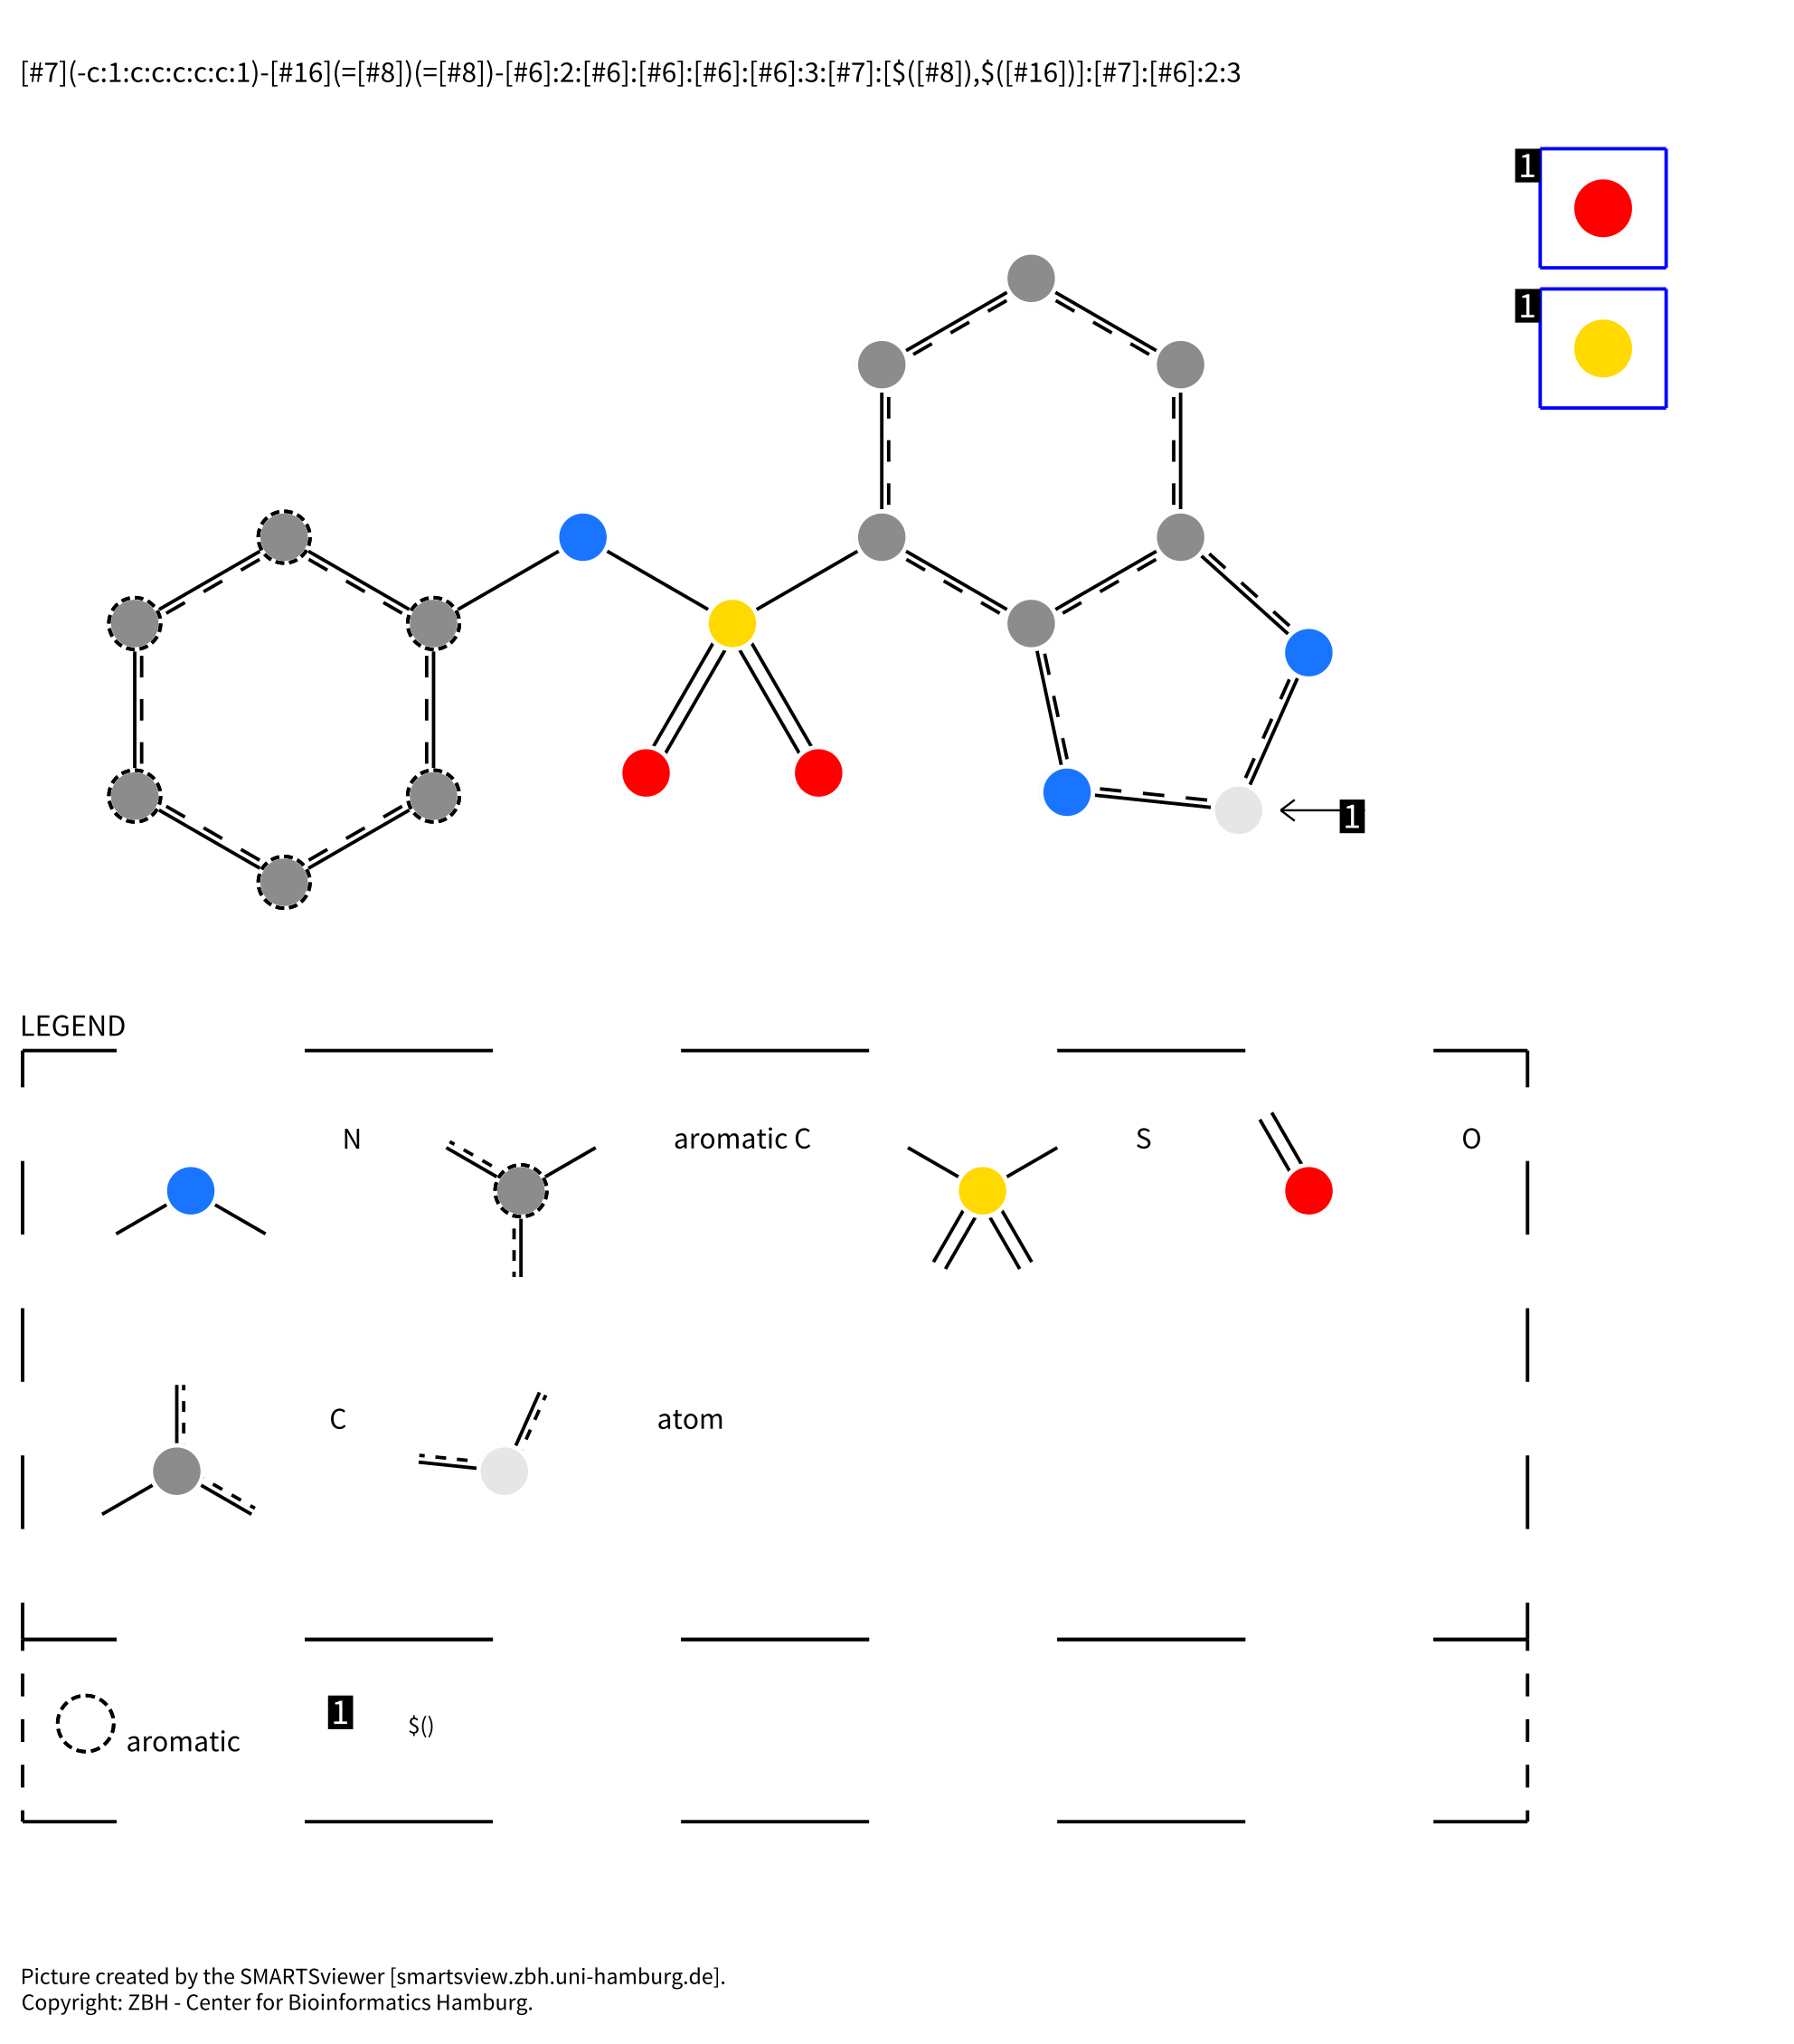 [#7](-c:1:c:c:c:c:c:1)-[#16](=[#8])(=[#8])-[#6]:2:[#6]:[#6]:[#6]:[#6]:3:[#7]:[$([#8]),$([#16])]:[#7]:[#6]:2:3
1
1
1
LEGEND
N aromatic C S O
C atom
aromatic 1 $()
Picture created by the SMARTSviewer [smartsview.zbh.uni-hamburg.de].
Copyright: ZBH - Center for Bioinformatics Hamburg.